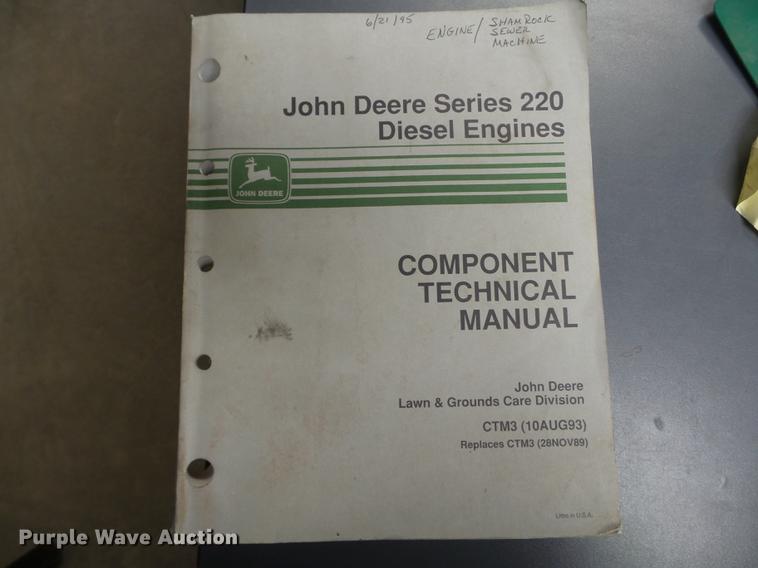 6/21/95
ENGINE/ SHAMROCK
SEWER
MACHINE
John Deere Series 220
Diesel Engines
JOHN DEERE
COMPONENT
TECHNICAL
MANUAL
John Deere
Lawn & Grounds Care Division
CTM3 (10AUG93)
Replaces CTM3 (28NOV89)
Litho in U.S.A.
Purple Wave Auction